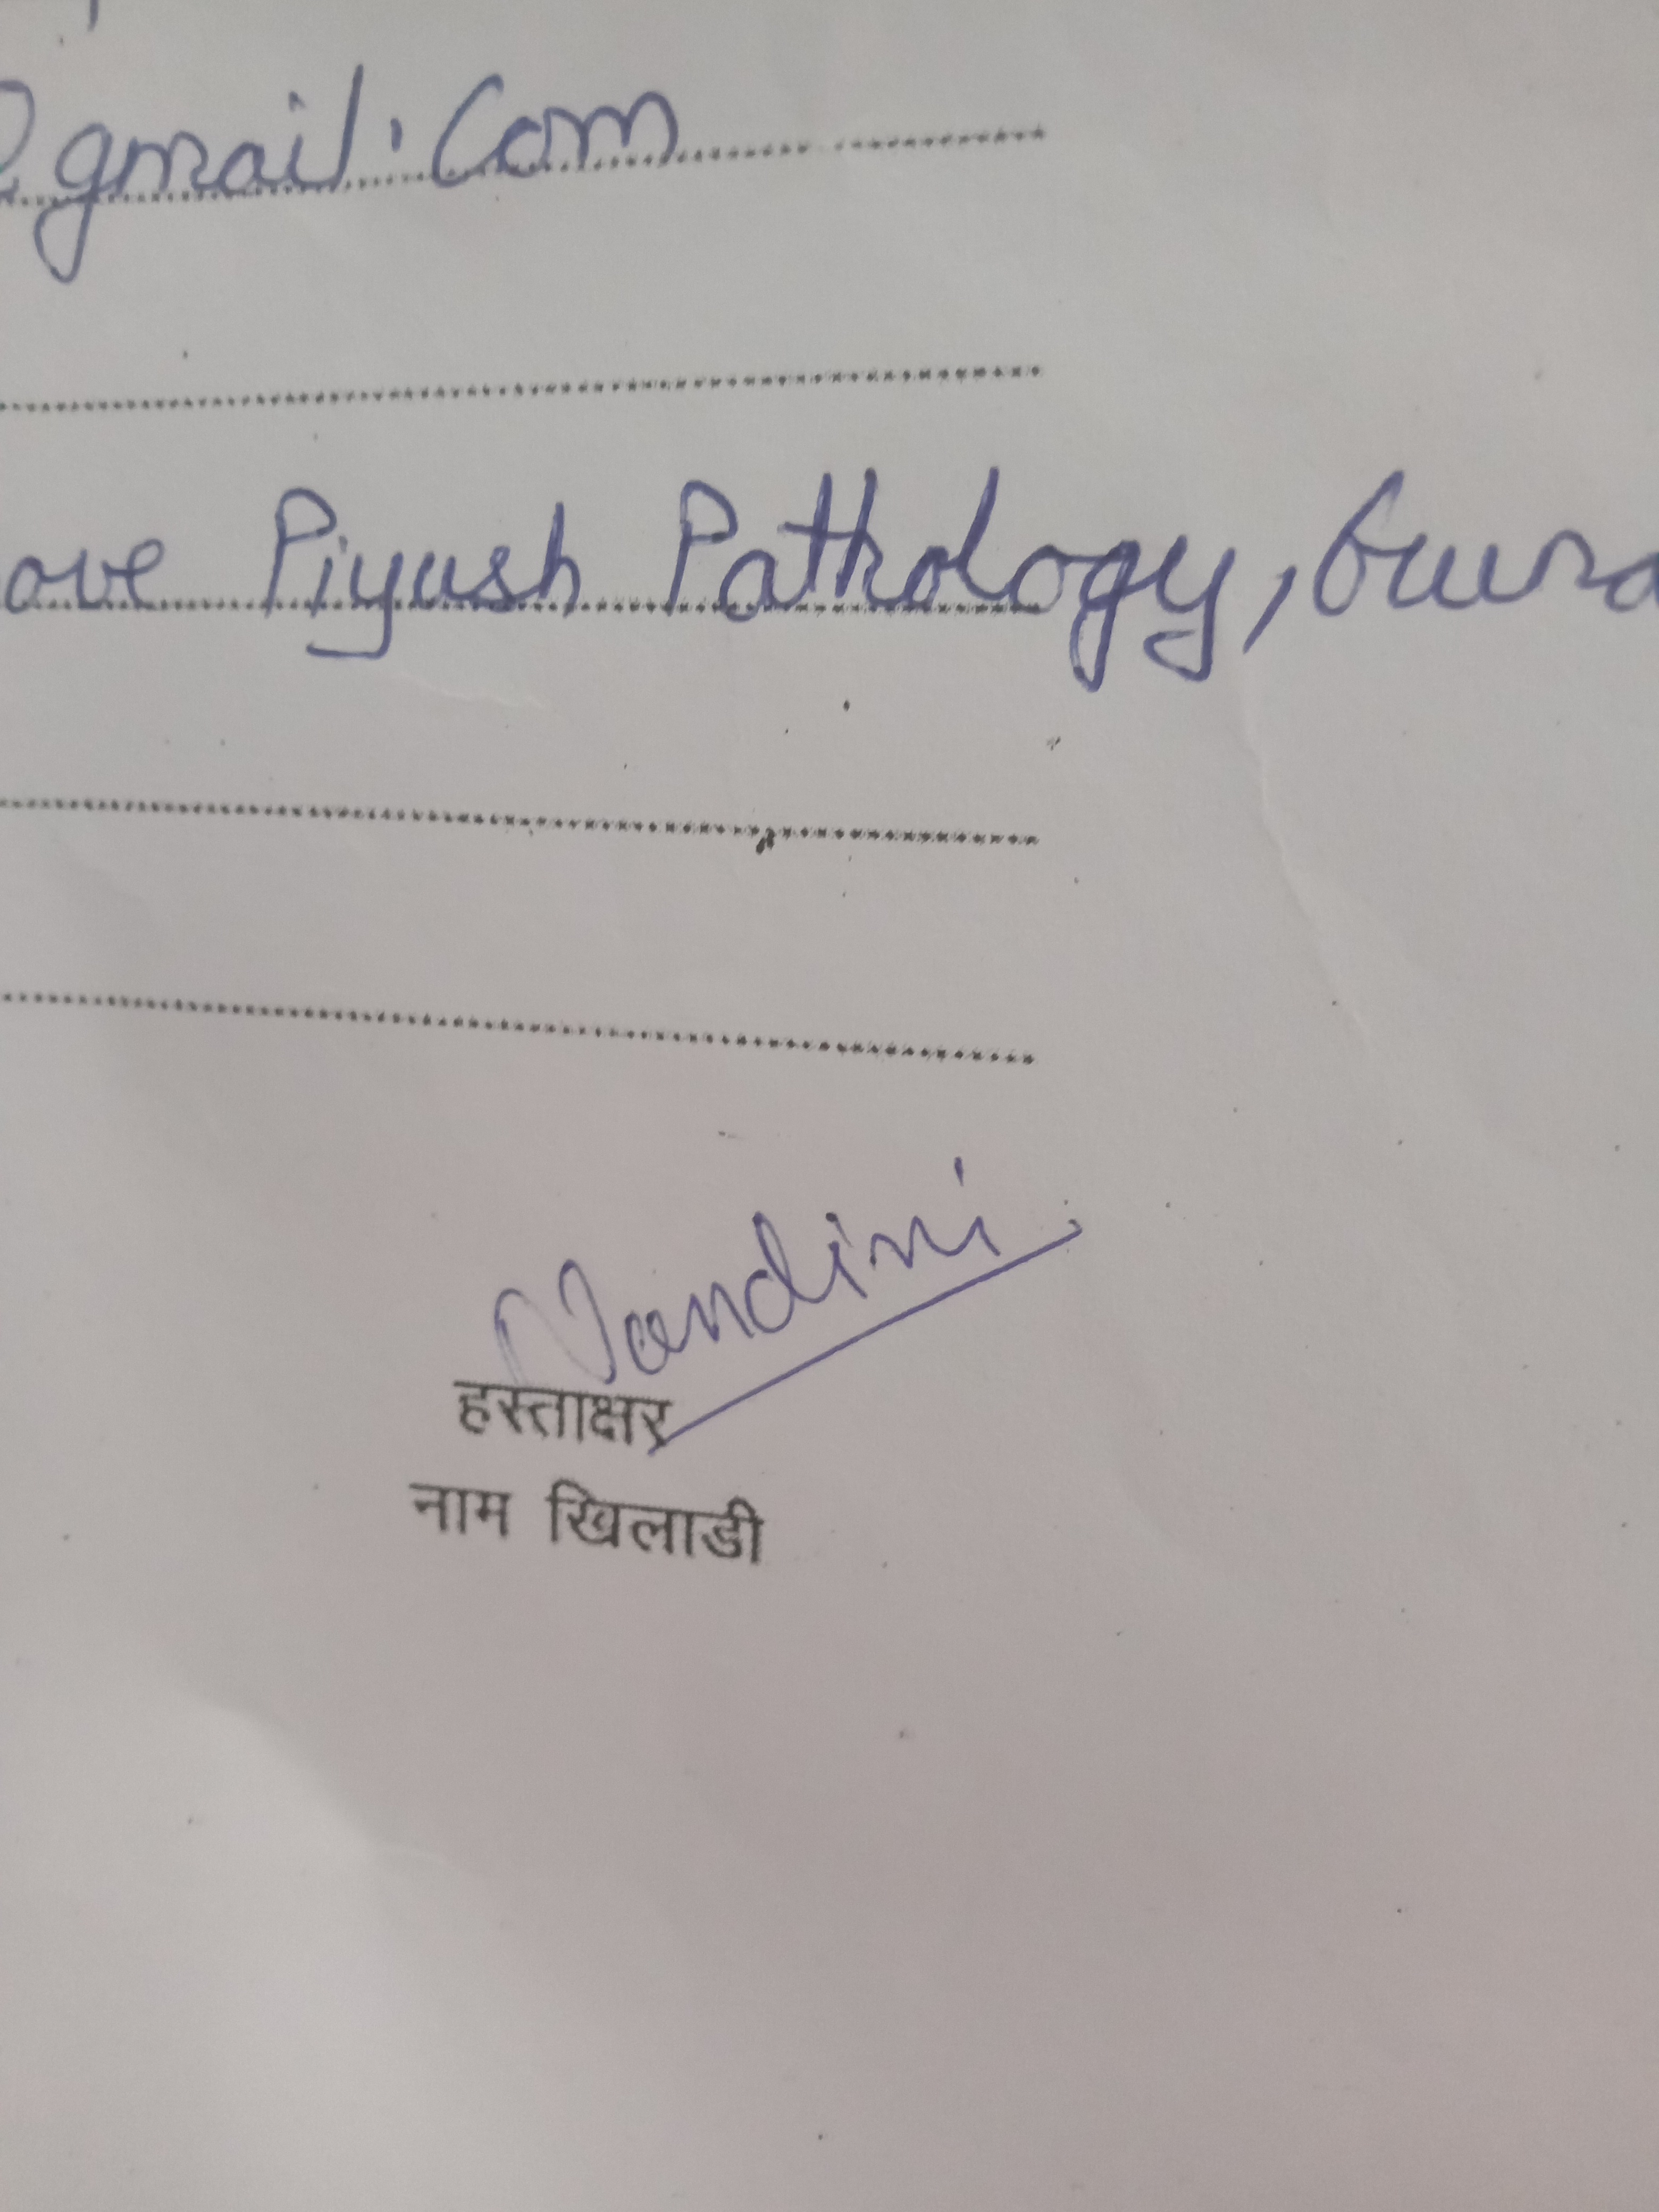 @gmail.com
ove Piyush Pathology,
Nandini
हस्ताक्षर
नाम खिलाडी